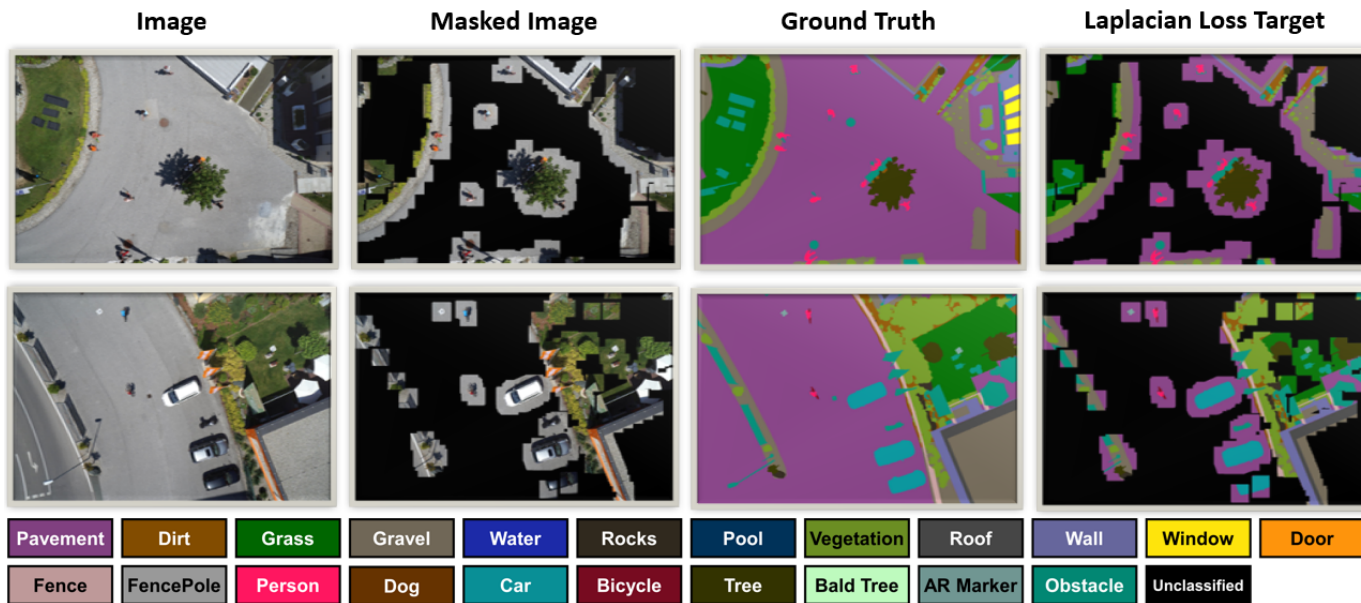 Image Masked Image Ground Truth Laplacian Loss Target
Pavement Dirt Grass Gravel Water Rocks Pool Vegetation Roof Wall Window Door
Fence FencePole Person Dog Car Bicycle Tree Bald Tree AR Marker Obstacle Unclassified